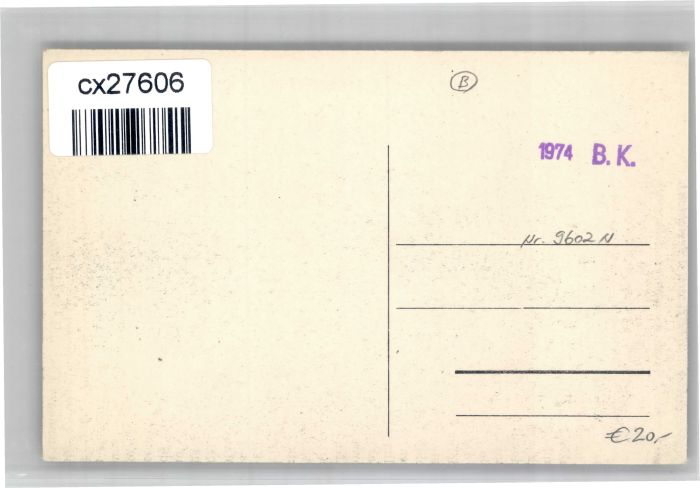 cx27606
B
1974 B. K.
Nr. 9602 N
€ 20,-